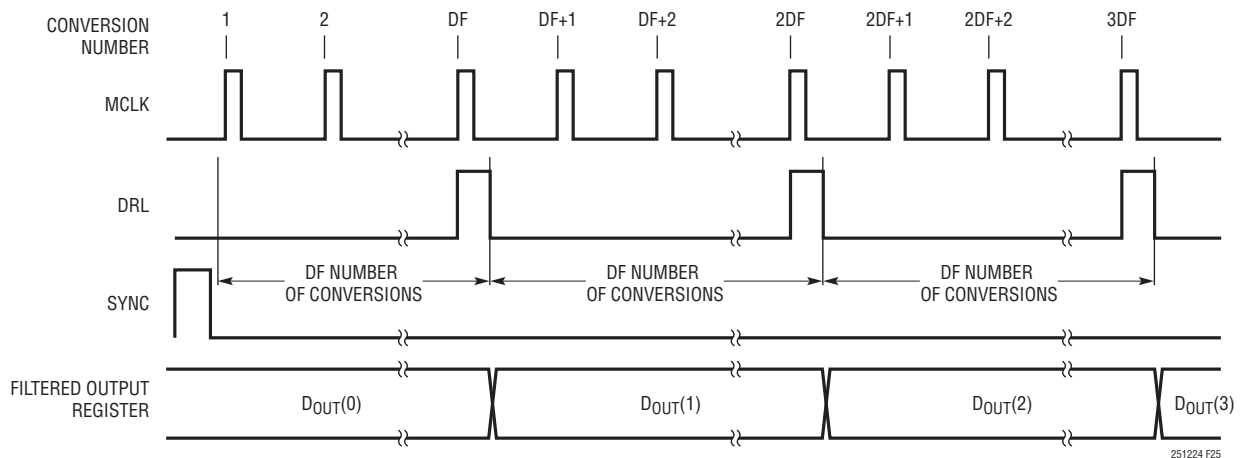 CONVERSION
NUMBER
1 2 DF DF+1 DF+2 2DF 2DF+1 2DF+2 3DF
MCLK
DRL
DF NUMBER
OF CONVERSIONS
DF NUMBER
OF CONVERSIONS
DF NUMBER
OF CONVERSIONS
SYNC
FILTERED OUTPUT
REGISTER
DOUT(0) DOUT(1) DOUT(2) DOUT(3)
251224 F25